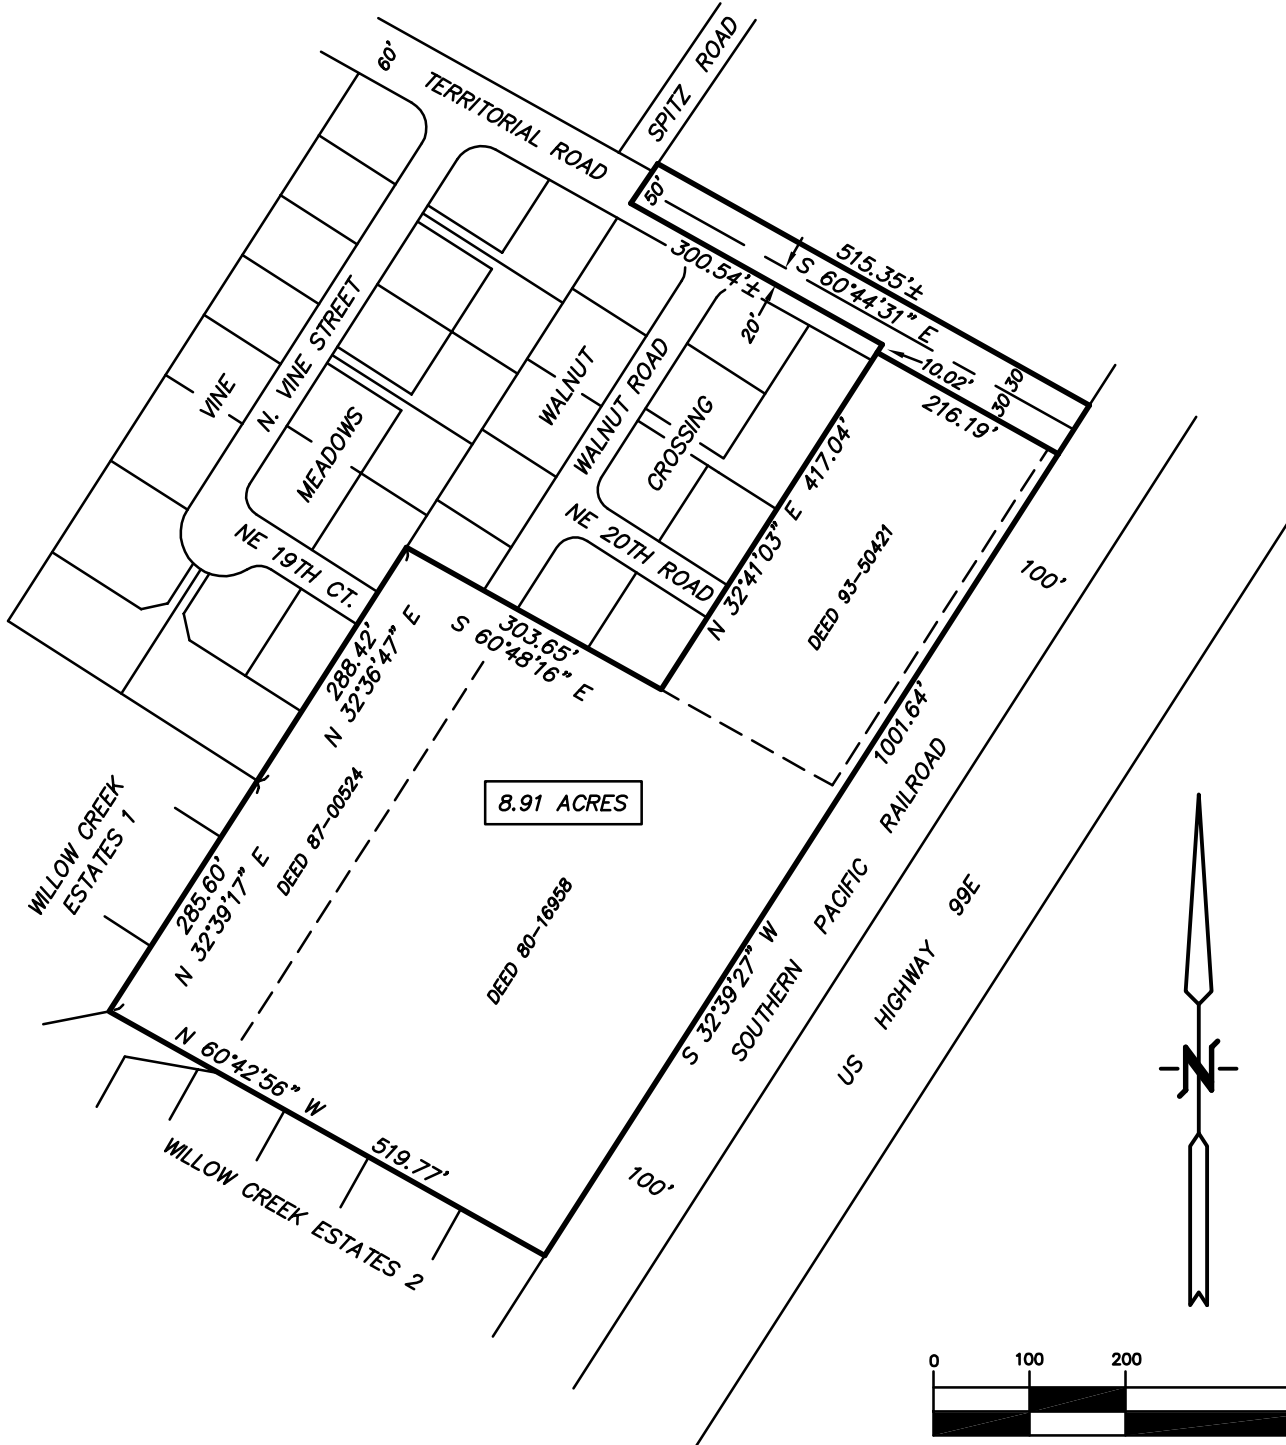 60'
TERRITORIAL ROAD
SPITZ ROAD
50'
300.54'±
515.35'±
S 60°44'31" E
20'
10.02'
30
30
216.19'
VINE
N. VINE STREET
MEADOWS
WALNUT
WALNUT ROAD
CROSSING
NE 19TH CT.
NE 20TH ROAD
N 32°41'03" E 417.04'
DEED 93-50421
100'
303.65'
S 60°48'16" E
288.42'
N 32°36'47" E
1001.64'
S 32°39'27" W
SOUTHERN PACIFIC RAILROAD
US HIGHWAY 99E
8.91 ACRES
DEED 87-00524
DEED 80-16958
WILLOW CREEK
ESTATES 1
285.60'
N 32°39'17" E
N 60°42'56" W
519.77'
WILLOW CREEK ESTATES 2
100'
N
0 100 200